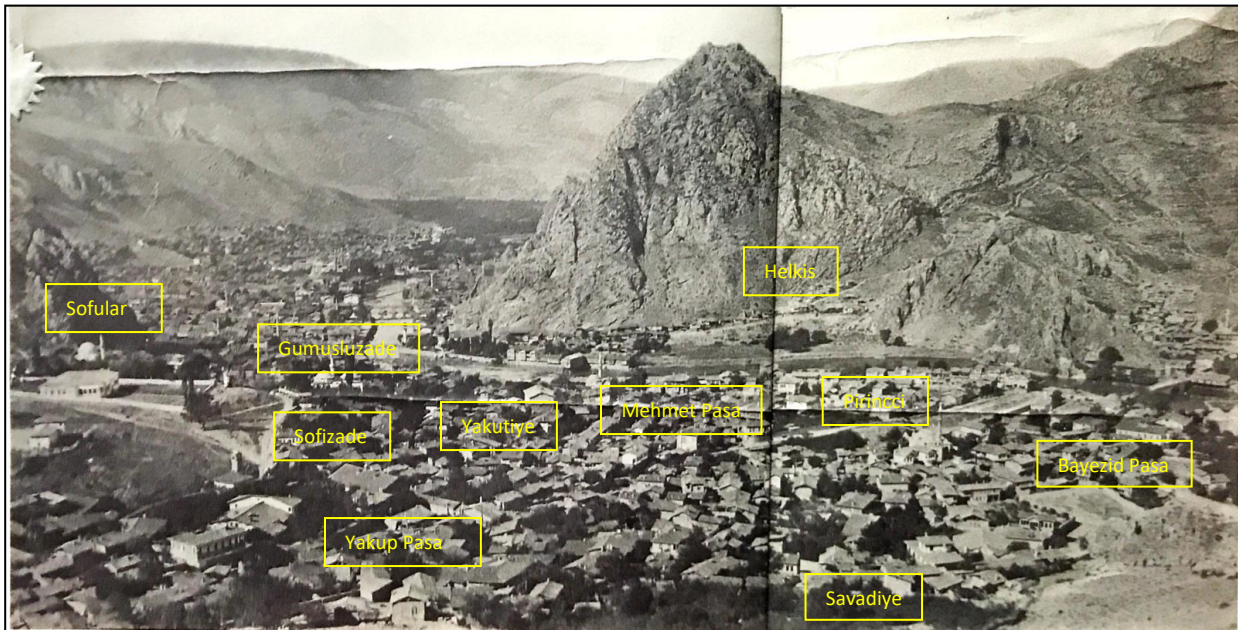 Helkis
Sofular
Gumusluzade
Mehmet Pasa
Pirincci
Sofizade
Yakutiye
Bayezid Pasa
Yakup Pasa
Savadiye